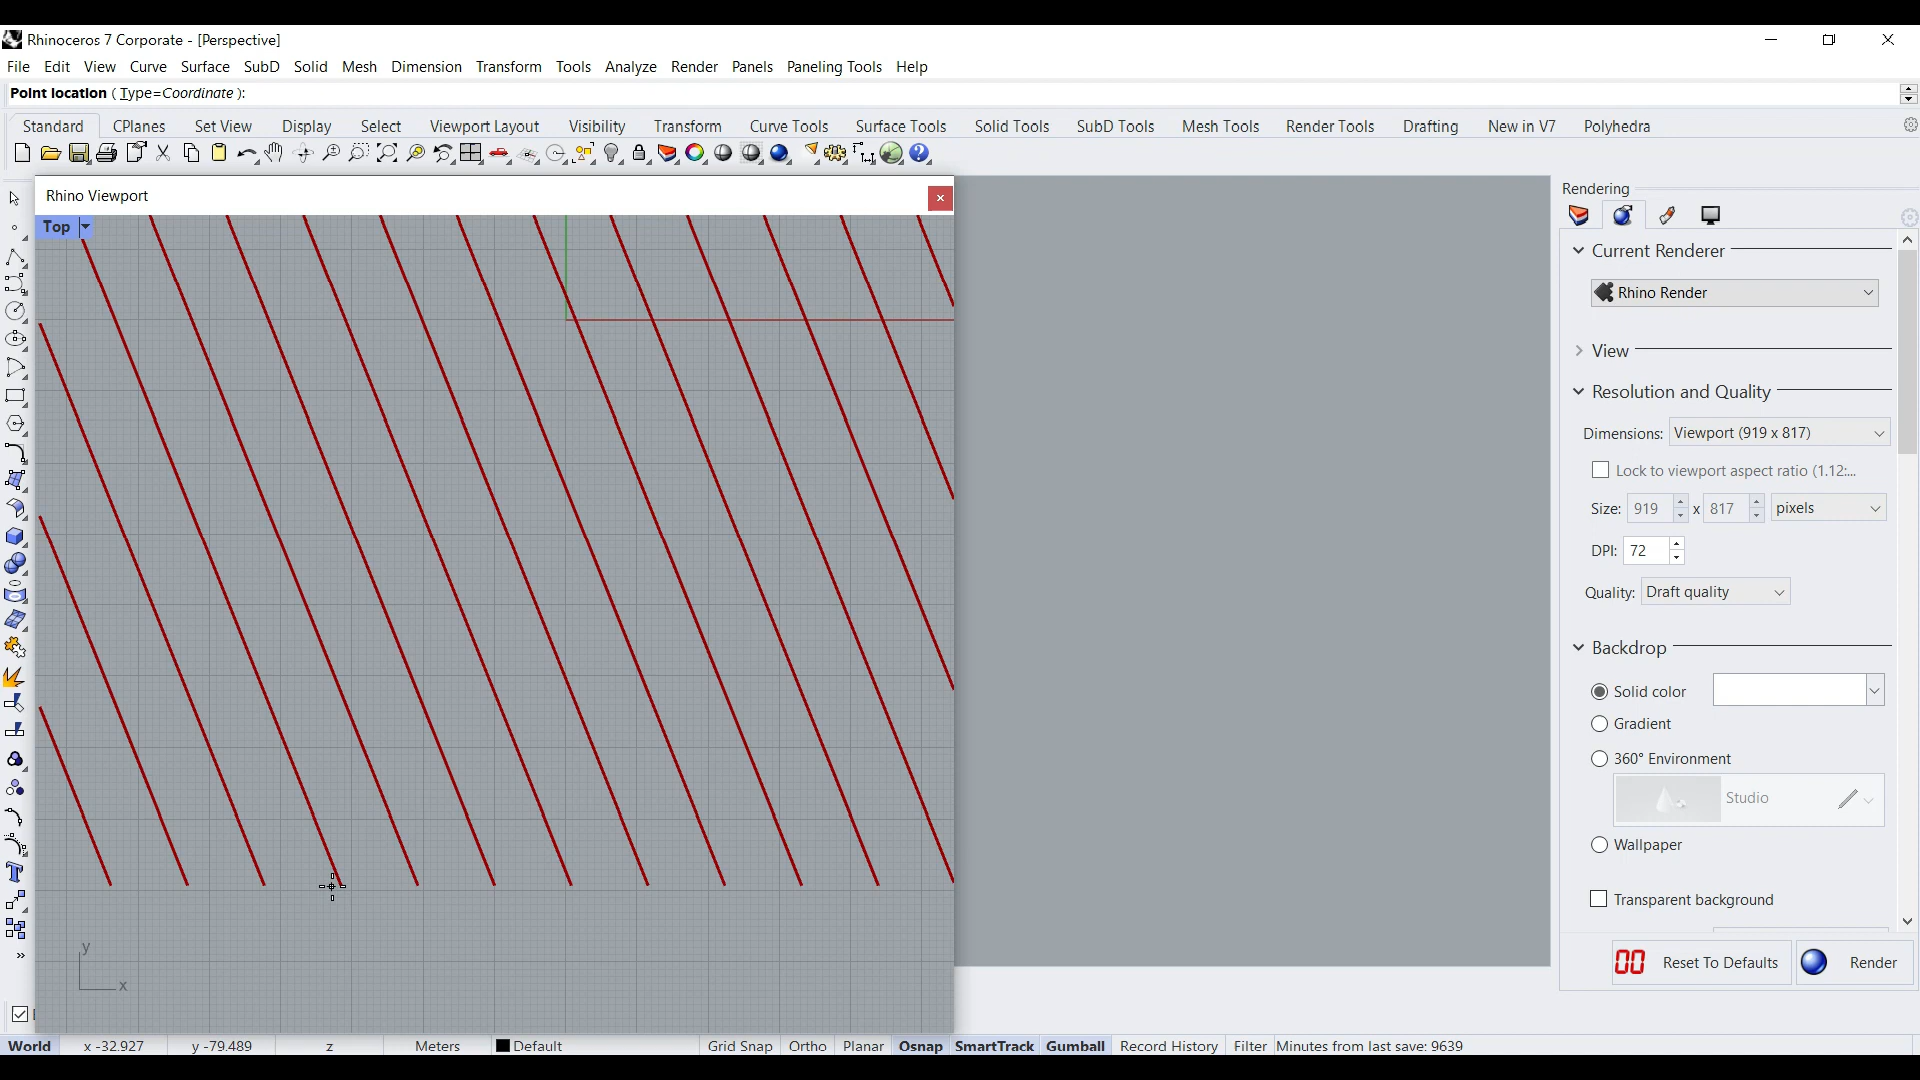 Rhinoceros 7 Corporate - [Perspective]
File Edit View Curve Surface SubD Solid Mesh Dimension Transform Tools Analyze Render Panels Paneling Tools Help
Point location ( Type=Coordinate ):
Standard CPlanes Set View Display Select Viewport Layout Visibility Transform Curve Tools Surface Tools Solid Tools SubD Tools Mesh Tools Render Tools Drafting New in V7 Polyhedra
Rhino Viewport
Top
y
x
Rendering
Current Renderer
Rhino Render
View
Resolution and Quality
Dimensions: Viewport (919 x 817)
Lock to viewport aspect ratio (1.12:...
Size: 919 x 817 pixels
DPI: 72
Quality: Draft quality
Backdrop
Solid color
Gradient
360° Environment
Studio
Wallpaper
Transparent background
00 Reset To Defaults Render
World x -32.927 y -79.489 z Meters Default Grid Snap Ortho Planar Osnap SmartTrack Gumball Record History Filter Minutes from last save: 9639